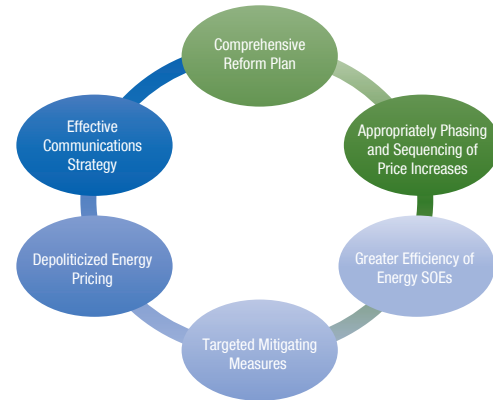 Comprehensive
Reform Plan
Appropriately Phasing
and Sequencing of
Price Increases
Greater Efficiency of
Energy SOEs
Targeted Mitigating
Measures
Depoliticized Energy
Pricing
Effective
Communications
Strategy